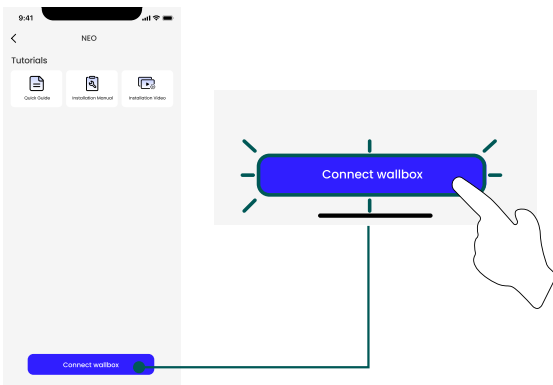 9:41
NEO
Tutorials
Quick Guide
Installation Manual
Installation Video
Connect wallbox
Connect wallbox